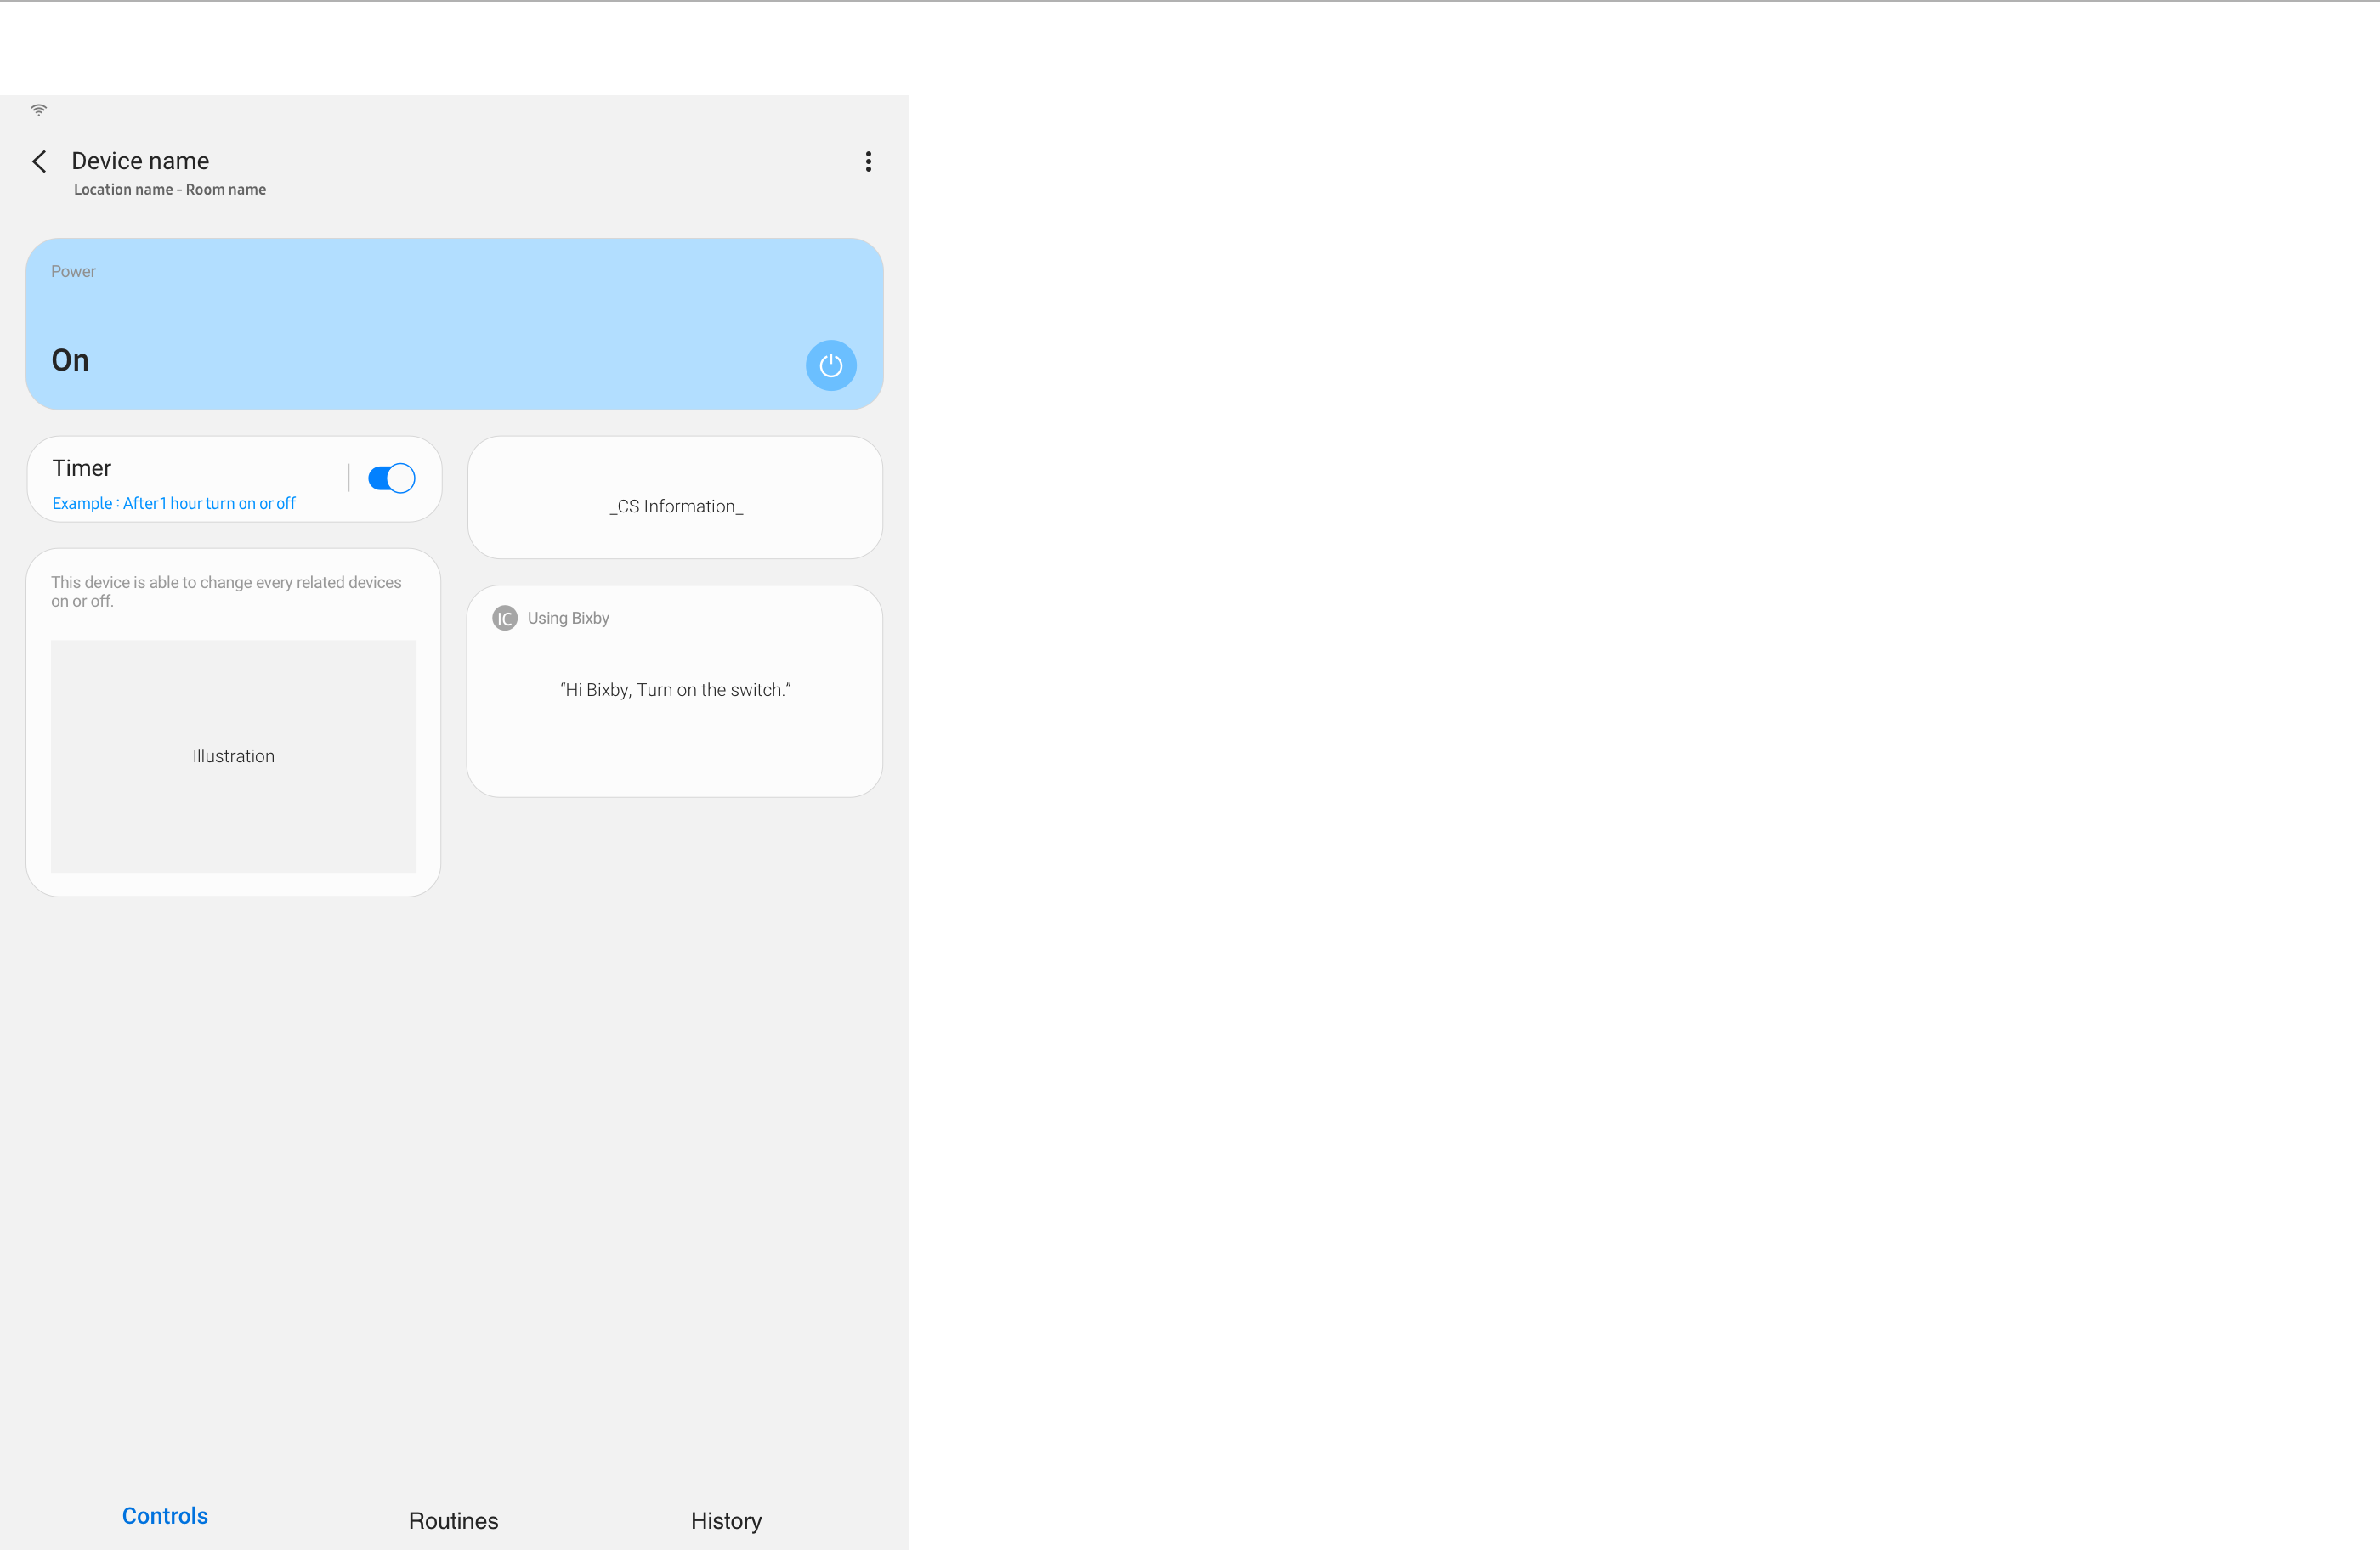 Device name
Location name - Room name
Power
On
Timer
Example : After 1 hour turn on or off
_CS Information_
This device is able to change every related devices
on or off.
Illustration
IC Using Bixby
“Hi Bixby, Turn on the switch.”
Controls
Routines
History